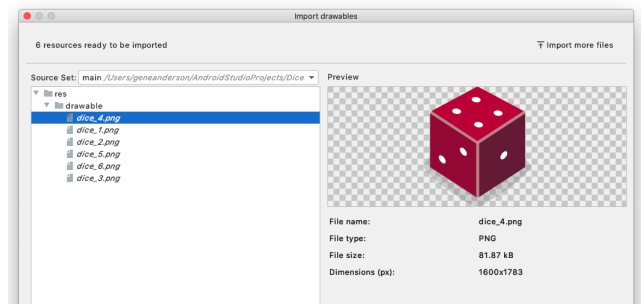 Import drawables
6 resources ready to be imported
Import more files
Source Set: main /Users/geneanderson/AndroidStudioProjects/Dice
Preview
res
drawable
dice_4.png
dice_1.png
dice_2.png
dice_5.png
dice_6.png
dice_3.png
File name: dice_4.png
File type: PNG
File size: 81.87 kB
Dimensions (px): 1600x1783